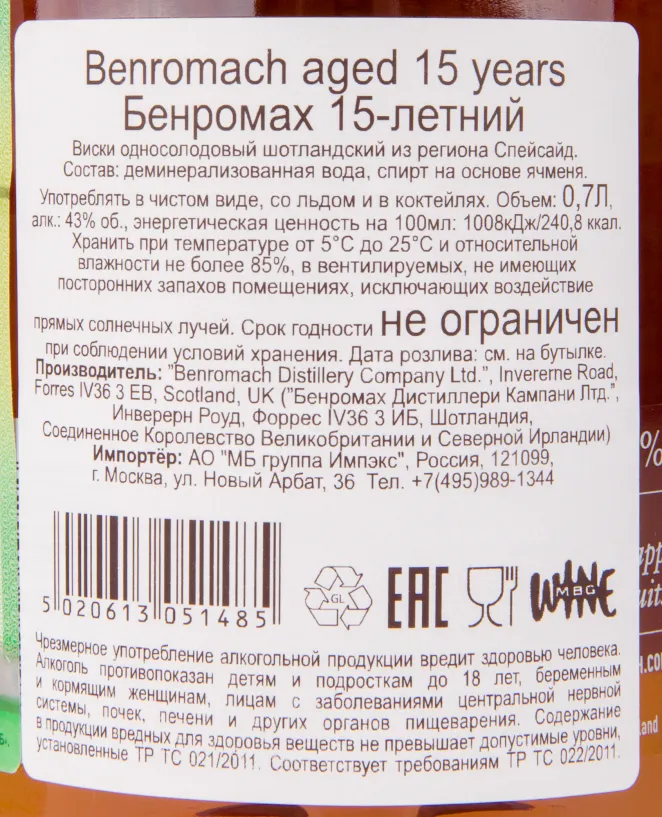 Benromach aged 15 years
Бенромах 15-летний
Виски односолодовый шотландский из региона Спейсайд.
Состав: деминерализованная вода, спирт на основе ячменя.
Употреблять в чистом виде, со льдом и в коктейлях. Объем: 0,7Л,
алк.: 43% об., энергетическая ценность на 100мл: 1008кДж/240,8 ккал.
Хранить при температуре от 5°С до 25°С и относительной
влажности не более 85%, в вентилируемых, не имеющих
посторонних запахов помещениях, исключающих воздействие
прямых солнечных лучей. Срок годности не ограничен
при соблюдении условий хранения. Дата розлива: см. на бутылке.
Производитель: "Benromach Distillery Company Ltd.", Invererne Road,
Forres IV36 3 EB, Scotland, UK ("Бенромах Дистиллери Кампани Лтд.",
Инверерн Роуд, Форрес IV36 3 ИБ, Шотландия,
Соединенное Королевство Великобритании и Северной Ирландии)
Импортёр: АО "МБ группа Импэкс", Россия, 121099,
г. Москва, ул. Новый Арбат, 36 Тел. +7(495)989-1344
5 020613 051485
GL
EAC
WINE
MBG
Чрезмерное употребление алкогольной продукции вредит здоровью человека.
Алкоголь противопоказан детям и подросткам до 18 лет, беременным
и кормящим женщинам, лицам с заболеваниями центральной нервной
системы, почек, печени и других органов пищеварения. Содержание
в продукции вредных для здоровья веществ не превышает допустимые уровни,
установленные ТР ТС 021/2011. Соответствует требованиям ТР ТС 022/2011.